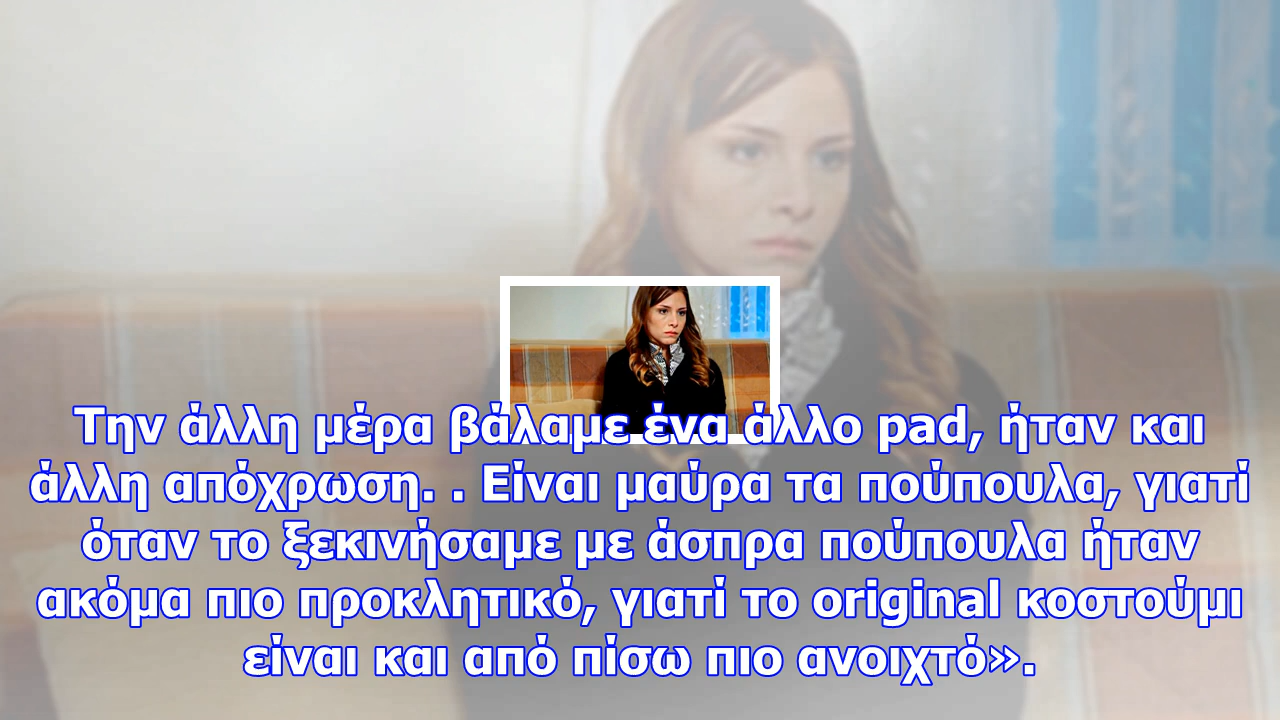 Την άλλη μέρα βάλαμε ένα άλλο pad, ήταν και
άλλη απόχρωση. . Είναι μαύρα τα πούπουλα, γιατί
όταν το ξεκινήσαμε με άσπρα πούπουλα ήταν
ακόμα πιο προκλητικό, γιατί το original κοστούμι
είναι και από πίσω πιο ανοιχτό».